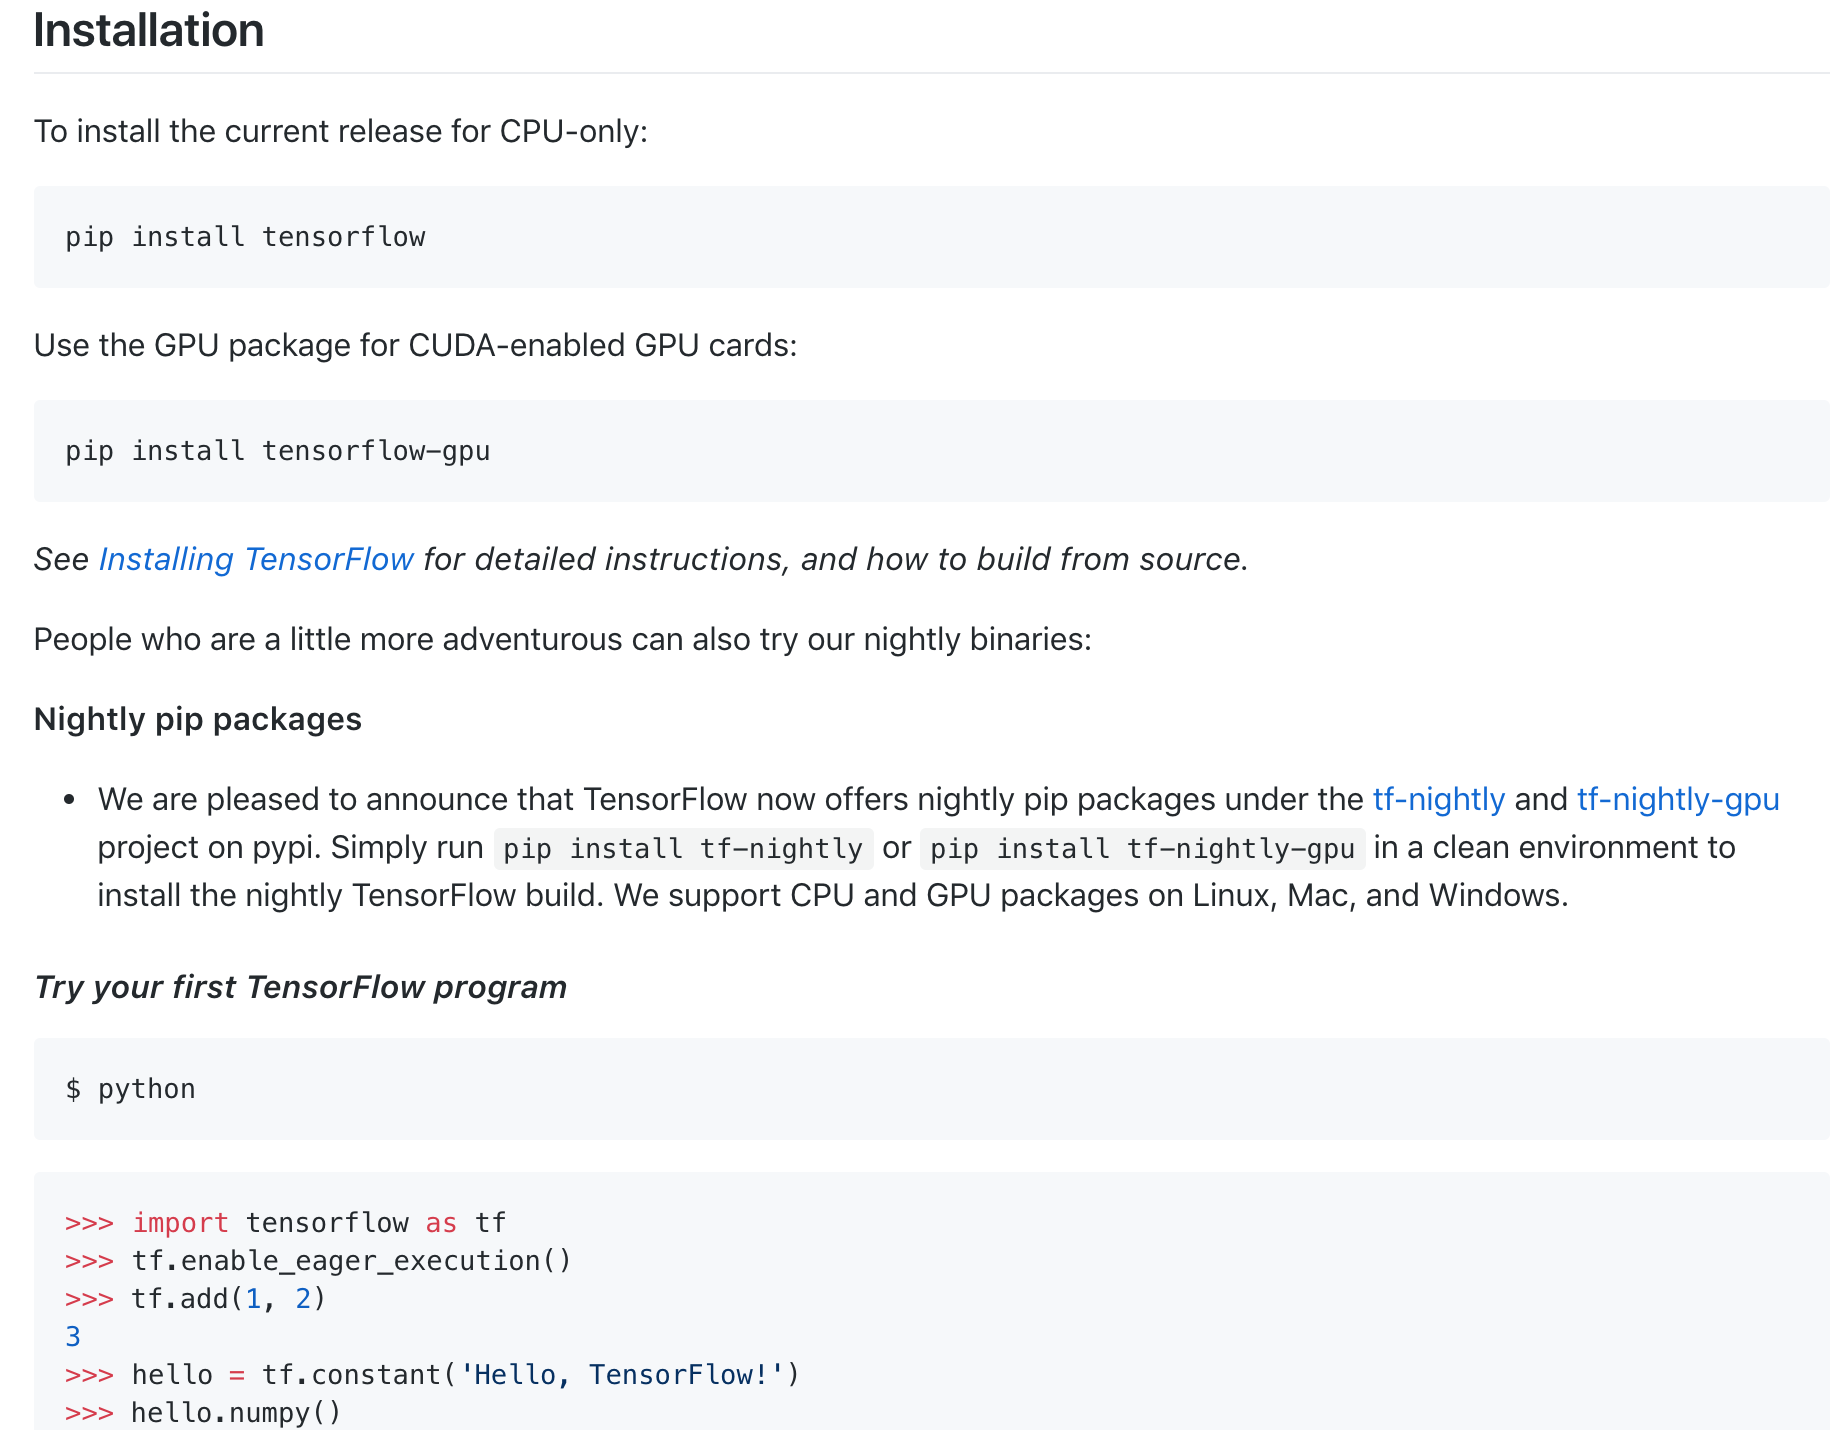 Installation
To install the current release for CPU-only:
pip install tensorflow
Use the GPU package for CUDA-enabled GPU cards:
pip install tensorflow-gpu
See Installing TensorFlow for detailed instructions, and how to build from source.
People who are a little more adventurous can also try our nightly binaries:
Nightly pip packages
• We are pleased to announce that TensorFlow now offers nightly pip packages under the tf-nightly and tf-nightly-gpu
project on pypi. Simply run pip install tf-nightly or pip install tf-nightly-gpu in a clean environment to
install the nightly TensorFlow build. We support CPU and GPU packages on Linux, Mac, and Windows.
Try your first TensorFlow program
$ python
>>> import tensorflow as tf
>>> tf.enable_eager_execution()
>>> tf.add(1, 2)
3
>>> hello = tf.constant('Hello, TensorFlow!')
>>> hello.numpy()